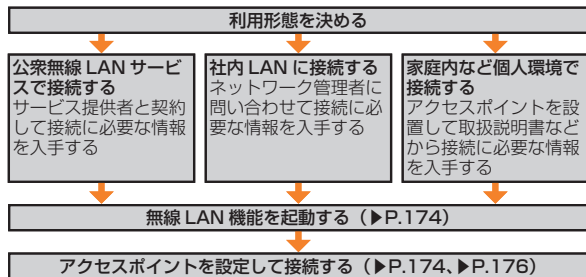 利用形態を決める
公衆無線 LAN サービ
スで接続する
サービス提供者と契約
して接続に必要な情報
を入手する
社内 LAN に接続する
ネットワーク管理者に
問い合わせて接続に必
要な情報を入手する
家庭内など個人環境で
接続する
アクセスポイントを設
置して取扱説明書など
から接続に必要な情報
を入手する
無線 LAN 機能を起動する（▶P.174）
アクセスポイントを設定して接続する（▶P.174、▶P.176）